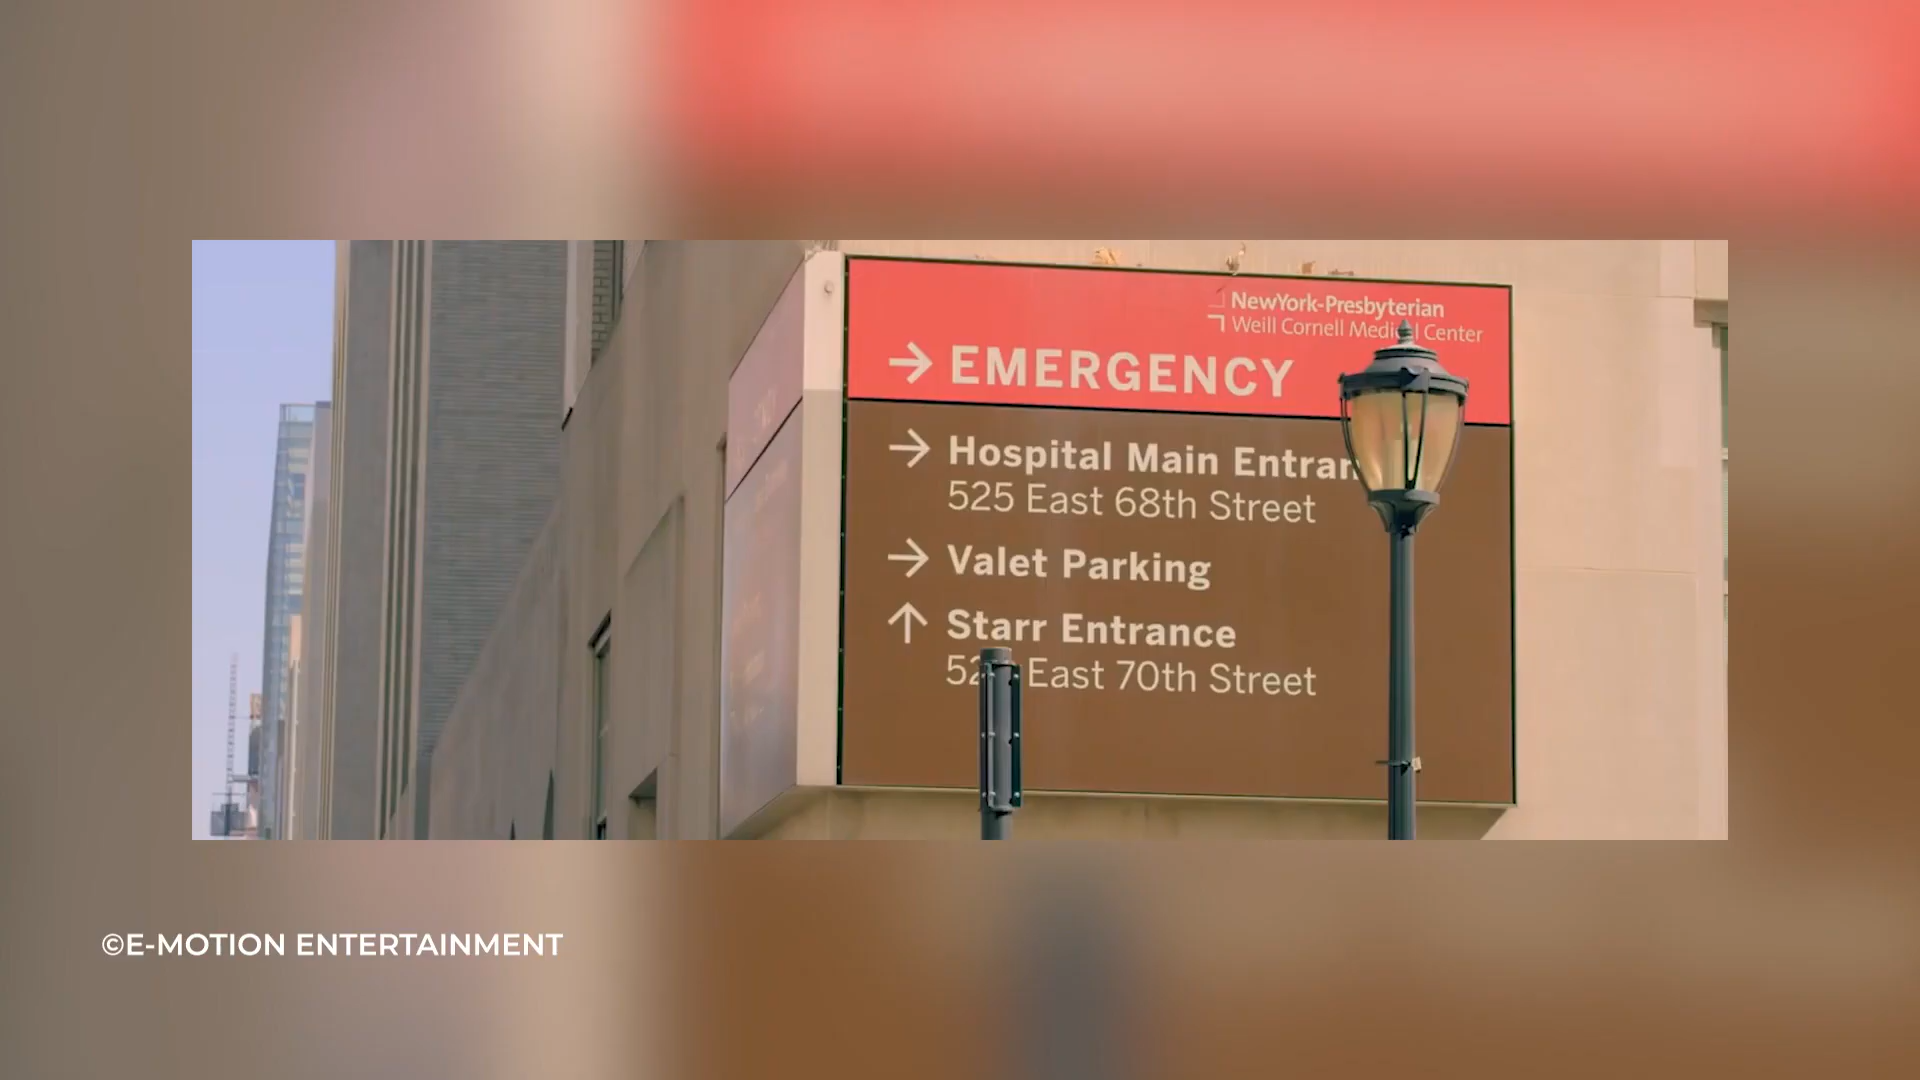 NewYork-Presbyterian
Weill Cornell Medical Center
EMERGENCY
Hospital Main Entran
525 East 68th Street
Valet Parking
Starr Entrance
East 70th Street
©E-MOTION ENTERTAINMENT